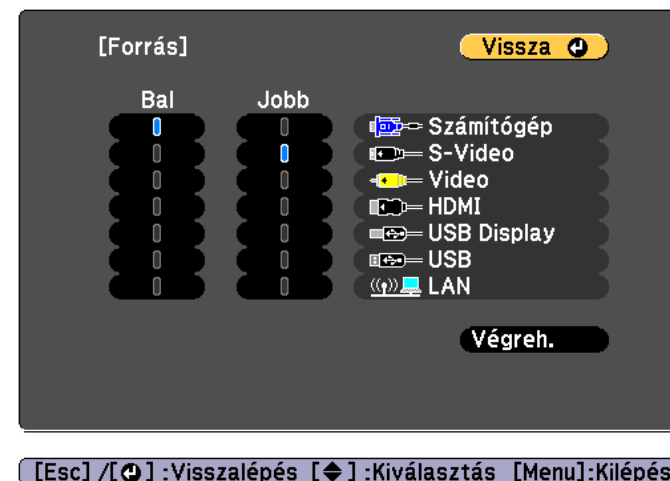 [Forrás] Vissza
Bal Jobb
Számítógép
S-Video
Video
HDMI
USB Display
USB
LAN
Végreh.
[Esc] /[ ] :Visszalépés [ ] :Kiválasztás [Menu]:Kilépés